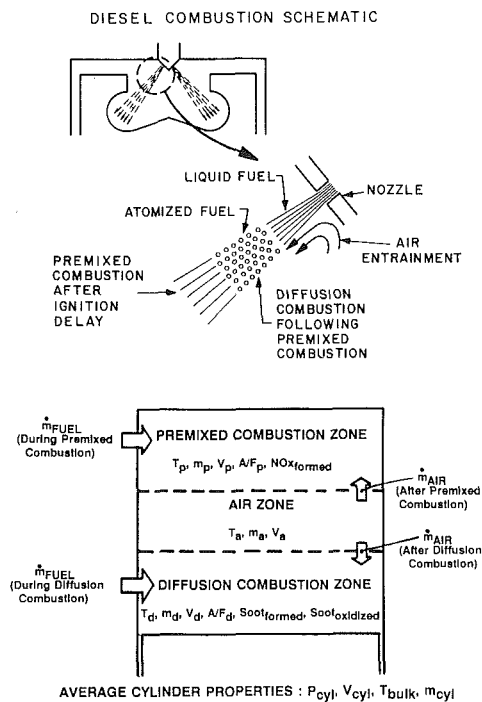 DIESEL COMBUSTION SCHEMATIC
LIQUID FUEL
NOZZLE
ATOMIZED FUEL
AIR
ENTRAINMENT
PREMIXED
COMBUSTION
AFTER
IGNITION
DELAY
DIFFUSION
COMBUSTION
FOLLOWING
PREMIXED
COMBUSTION
ṁFUEL
(During Premixed
Combustion)
PREMIXED COMBUSTION ZONE
Tp, mp, Vp, A/Fp, NOxformed
ṁAIR
(After Premixed
Combustion)
AIR ZONE
Ta, ma, Va
ṁAIR
(After Diffusion
Combustion)
ṁFUEL
(During Diffusion
Combustion)
DIFFUSION COMBUSTION ZONE
Td, md, Vd, A/Fd, Sootformed, Sootoxidized
AVERAGE CYLINDER PROPERTIES : Pcyl, Vcyl, Tbulk, mcyl